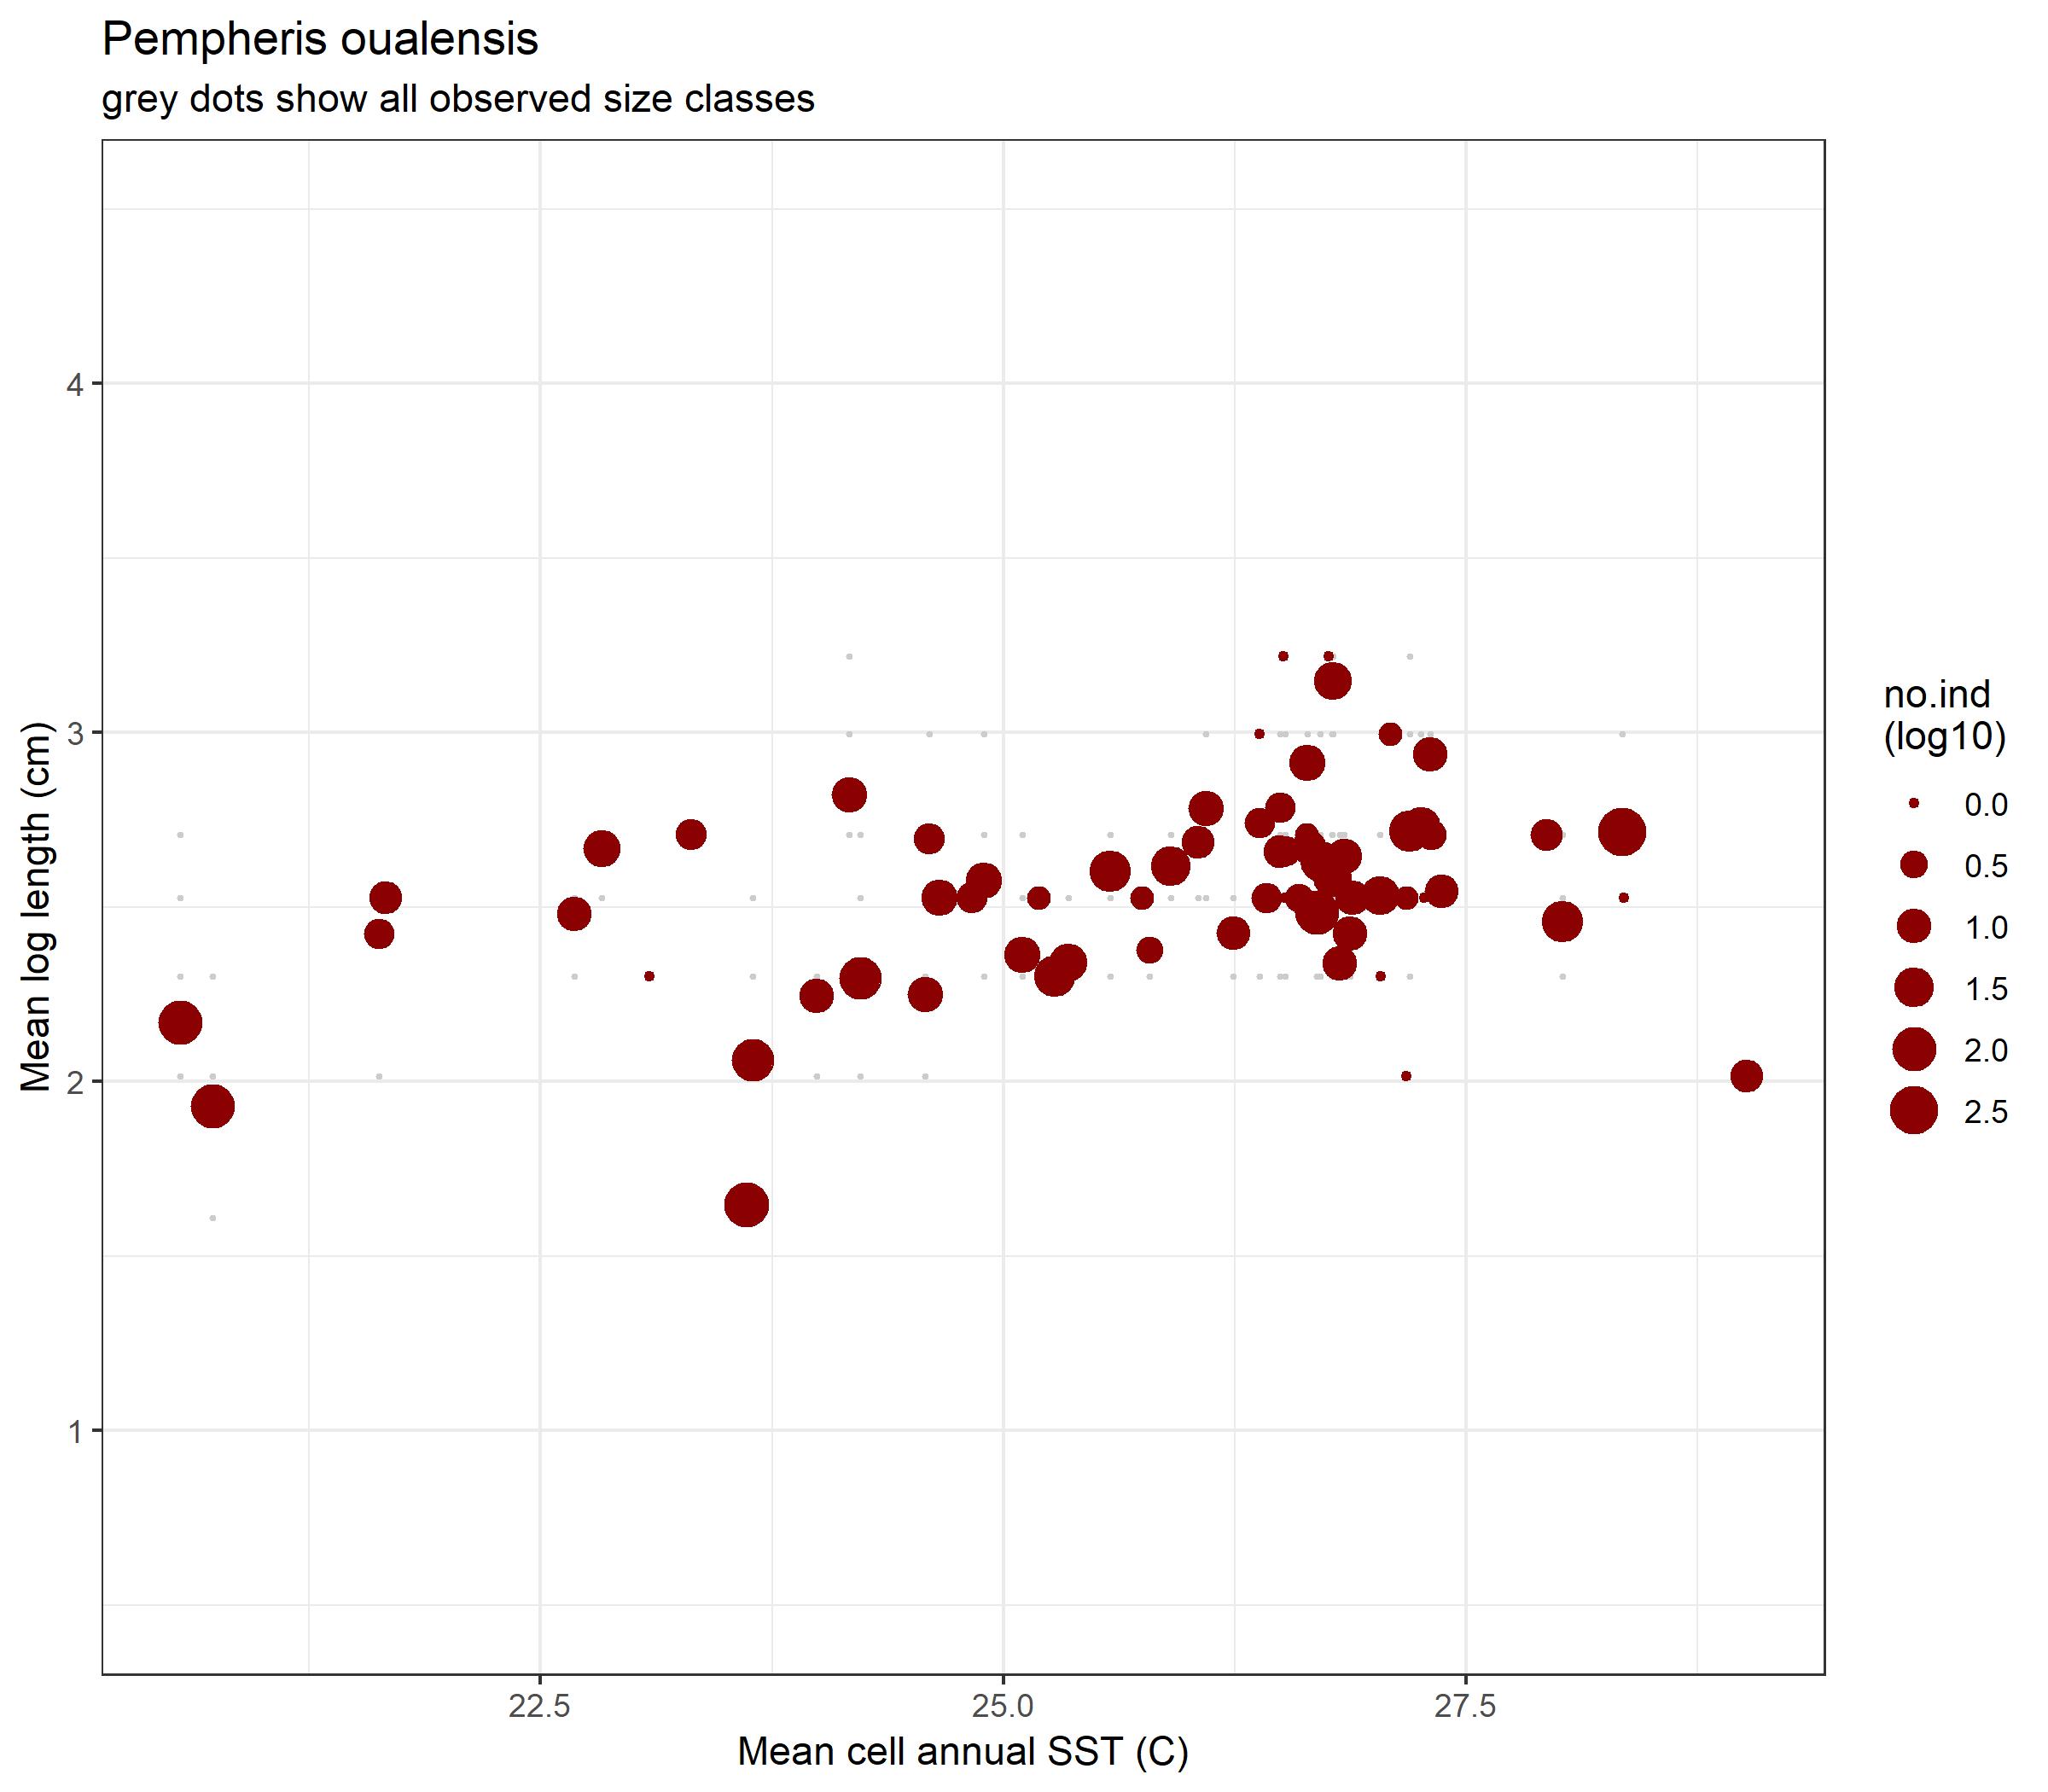 Pempheris oualensis
grey dots show all observed size classes
Mean log length (cm)
4
3
2
1
22.5
25.0
27.5
Mean cell annual SST (C)
no.ind
(log10)
0.0
0.5
1.0
1.5
2.0
2.5